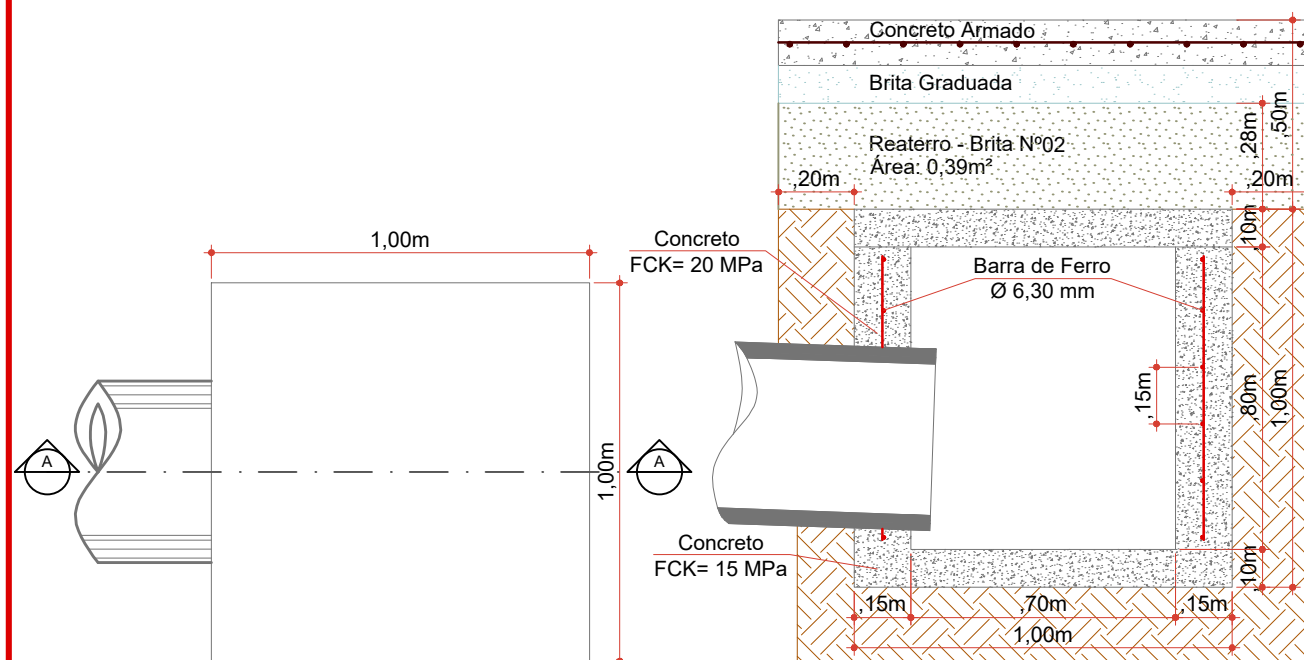 1,00m
1,00m
A
A
Concreto Armado
Brita Graduada
Reaterro - Brita Nº02
Área: 0,39m²
,28m
,50m
,20m
,20m
,10m
Concreto
FCK= 20 MPa
Barra de Ferro
Ø 6,30 mm
,15m
,80m
1,00m
Concreto
FCK= 15 MPa
,10m
,15m
,70m
,15m
1,00m